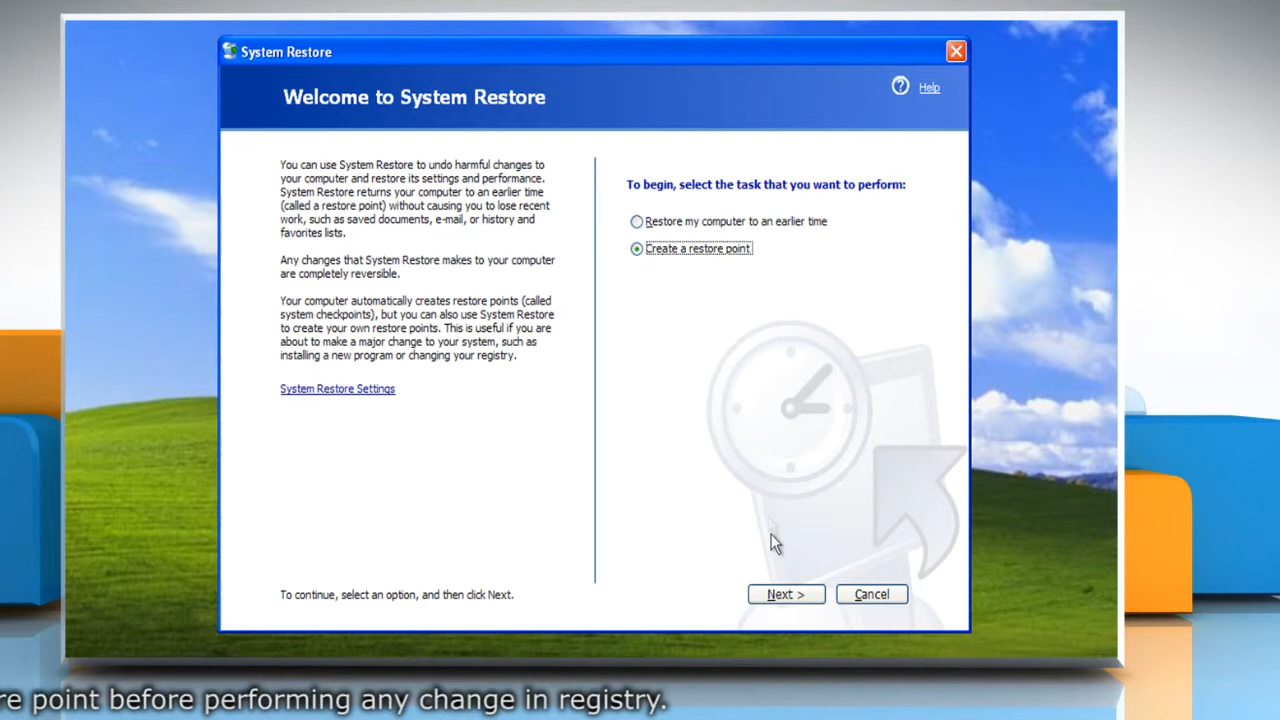 System Restore
Welcome to System Restore
Help
You can use System Restore to undo harmful changes to
your computer and restore its settings and performance.
System Restore returns your computer to an earlier time
(called a restore point) without causing you to lose recent
work, such as saved documents, e-mail, or history and
favorites lists.
Any changes that System Restore makes to your computer
are completely reversible.
Your computer automatically creates restore points (called
system checkpoints), but you can also use System Restore
to create your own restore points. This is useful if you are
about to make a major change to your system, such as
installing a new program or changing your registry.
System Restore Settings
To begin, select the task that you want to perform:
Restore my computer to an earlier time
Create a restore point
To continue, select an option, and then click Next.
Next >
Cancel
re point before performing any change in registry.